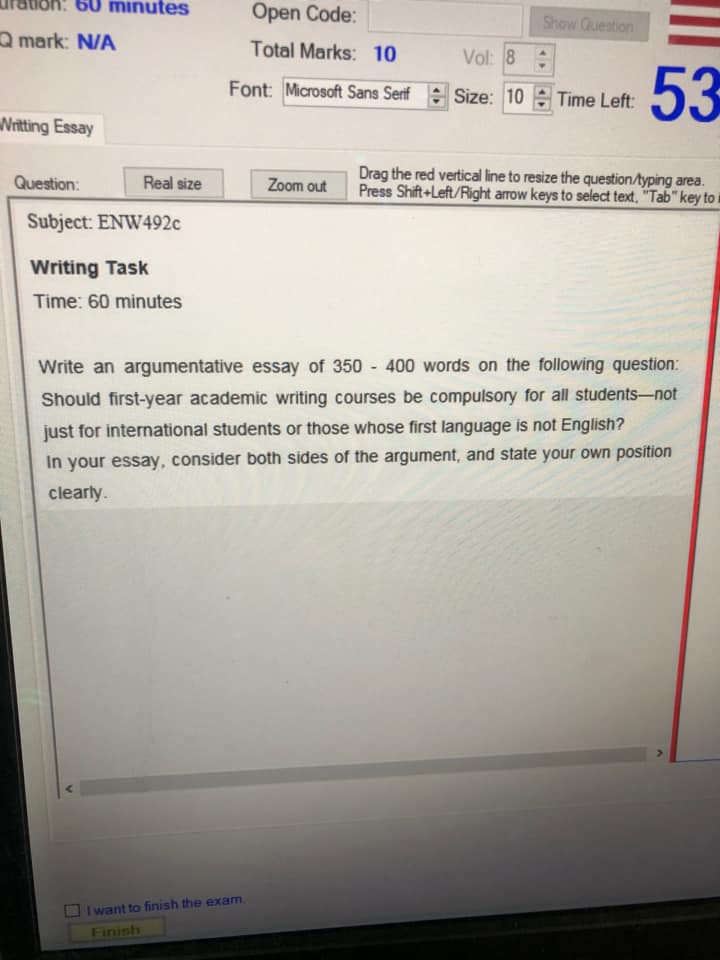 uration: 60 minutes
Open Code:
Show Question
Q mark: N/A
Total Marks: 10
Vol: 8
Font: Microsoft Sans Serif
Size: 10
Time Left: 53
Writting Essay
Question:
Real size
Zoom out
Drag the red vertical line to resize the question/typing area.
Press Shift+Left/Right arrow keys to select text, "Tab" key to
Subject: ENW492c
Writing Task
Time: 60 minutes
Write an argumentative essay of 350 - 400 words on the following question:
Should first-year academic writing courses be compulsory for all students—not
just for international students or those whose first language is not English?
In your essay, consider both sides of the argument, and state your own position
clearly.
I want to finish the exam.
Finish